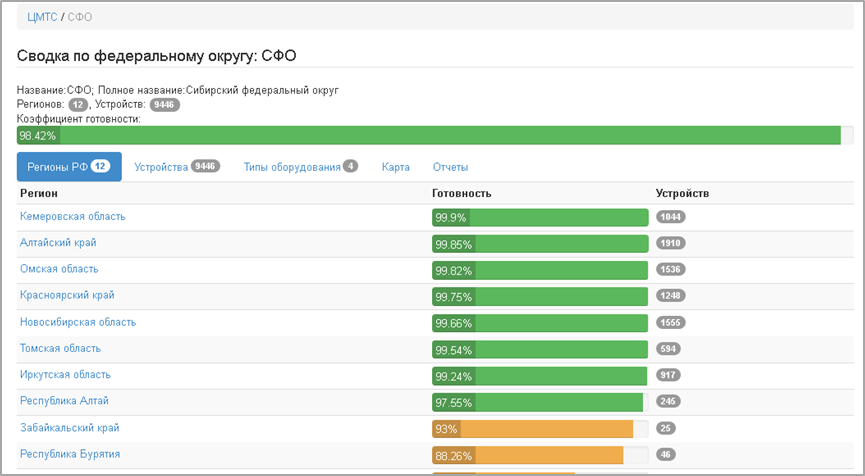 ЦМТС / СФО
Сводка по федеральному округу: СФО
Название:СФО; Полное название:Сибирский федеральный округ
Регионов: 12, Устройств: 9446
Коэффициент готовности:
98.42%
Регионы РФ 12 Устройства 9446 Типы оборудования 4 Карта Отчеты
Регион Готовность Устройств
Кемеровская область 99.9% 1044
Алтайский край 99.85% 1910
Омская область 99.82% 1536
Красноярский край 99.75% 1248
Новосибирская область 99.66% 1555
Томская область 99.54% 594
Иркутская область 99.24% 917
Республика Алтай 97.55% 245
Забайкальский край 93% 25
Республика Бурятия 88.26% 46